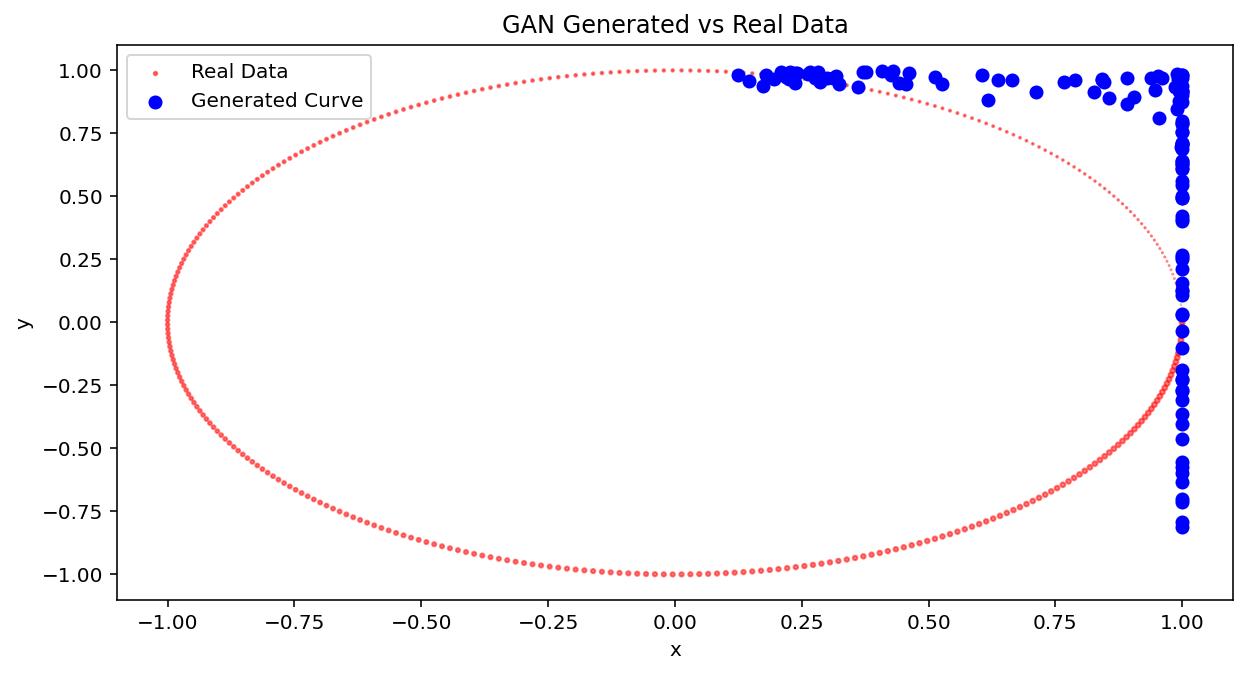 GAN Generated vs Real Data
Real Data
Generated Curve
1.00
0.75
0.50
0.25
0.00
−0.25
−0.50
−0.75
−1.00
y
−1.00 −0.75 −0.50 −0.25 0.00 0.25 0.50 0.75 1.00
x